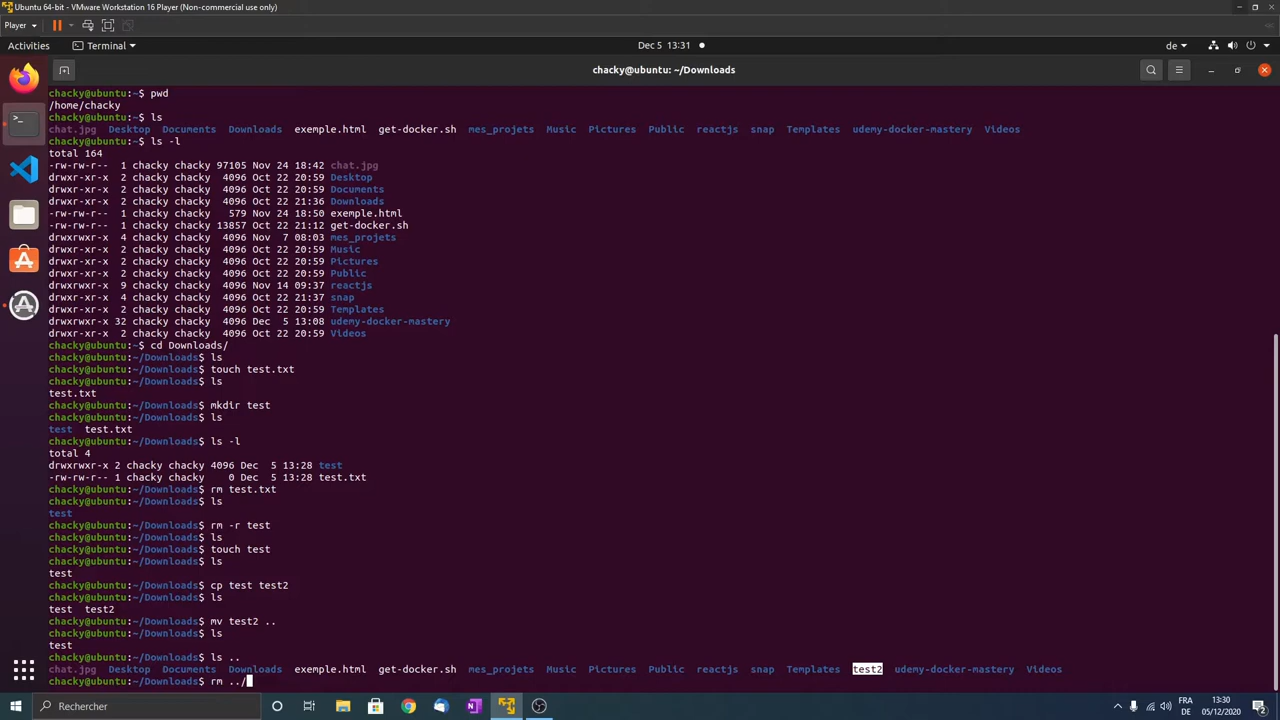 Ubuntu 64-bit - VMware Workstation 16 Player (Non-commercial use only)
Player
Activities Terminal Dec 5 13:31 de
chacky@ubuntu: ~/Downloads
chacky@ubuntu:~$ pwd
/home/chacky
chacky@ubuntu:~$ ls
chat.jpg Desktop Documents Downloads exemple.html get-docker.sh mes_projets Music Pictures Public reactjs snap Templates udemy-docker-mastery Videos
chacky@ubuntu:~$ ls -l
total 164
-rw-rw-r-- 1 chacky chacky 97105 Nov 24 18:42 chat.jpg
drwxr-xr-x 2 chacky chacky 4096 Oct 22 20:59 Desktop
drwxr-xr-x 2 chacky chacky 4096 Oct 22 20:59 Documents
drwxr-xr-x 2 chacky chacky 4096 Oct 22 21:36 Downloads
-rw-rw-r-- 1 chacky chacky 579 Nov 24 18:50 exemple.html
-rw-rw-r-- 1 chacky chacky 13857 Oct 22 21:12 get-docker.sh
drwxrwxr-x 4 chacky chacky 4096 Nov 7 08:03 mes_projets
drwxr-xr-x 2 chacky chacky 4096 Oct 22 20:59 Music
drwxr-xr-x 2 chacky chacky 4096 Oct 22 20:59 Pictures
drwxr-xr-x 2 chacky chacky 4096 Oct 22 20:59 Public
drwxr-xr-x 9 chacky chacky 4096 Nov 14 09:37 reactjs
drwxr-xr-x 4 chacky chacky 4096 Oct 22 21:37 snap
drwxr-xr-x 2 chacky chacky 4096 Oct 22 20:59 Templates
drwxrwxr-x 32 chacky chacky 4096 Dec 5 13:08 udemy-docker-mastery
drwxr-xr-x 2 chacky chacky 4096 Oct 22 20:59 Videos
chacky@ubuntu:~$ cd Downloads/
chacky@ubuntu:~/Downloads$ ls
chacky@ubuntu:~/Downloads$ touch test.txt
chacky@ubuntu:~/Downloads$ ls
test.txt
chacky@ubuntu:~/Downloads$ mkdir test
chacky@ubuntu:~/Downloads$ ls
test test.txt
chacky@ubuntu:~/Downloads$ ls -l
total 4
drwxrwxr-x 2 chacky chacky 4096 Dec 5 13:28 test
-rw-rw-r-- 1 chacky chacky 0 Dec 5 13:28 test.txt
chacky@ubuntu:~/Downloads$ rm test.txt
chacky@ubuntu:~/Downloads$ ls
test
chacky@ubuntu:~/Downloads$ rm -r test
chacky@ubuntu:~/Downloads$ ls
chacky@ubuntu:~/Downloads$ touch test
chacky@ubuntu:~/Downloads$ ls
test
chacky@ubuntu:~/Downloads$ cp test test2
chacky@ubuntu:~/Downloads$ ls
test test2
chacky@ubuntu:~/Downloads$ mv test2 ..
chacky@ubuntu:~/Downloads$ ls
test
chacky@ubuntu:~/Downloads$ ls ..
chat.jpg Desktop Documents Downloads exemple.html get-docker.sh mes_projets Music Pictures Public reactjs snap Templates test2 udemy-docker-mastery Videos
chacky@ubuntu:~/Downloads$ rm ../
Rechercher
FRA 13:30
DE 05/12/2020